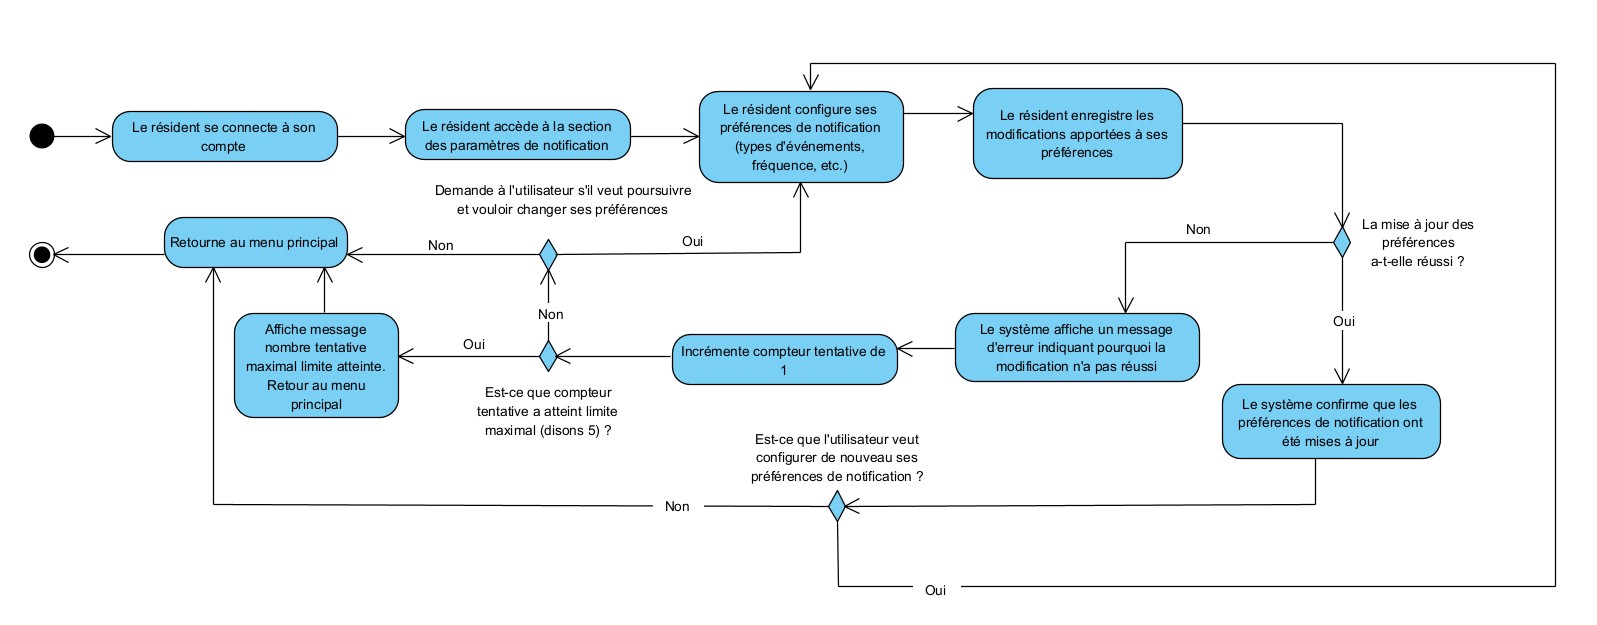 Le résident se connecte à son
compte
Le résident accède à la section
des paramètres de notification
Le résident configure ses
préférences de notification
(types d'événements,
fréquence, etc.)
Le résident enregistre les
modifications apportées à ses
préférences
Demande à l'utilisateur s'il veut poursuivre
et vouloir changer ses préférences
La mise à jour des
préférences
a-t-elle réussi ?
Retourne au menu principal
Non
Oui
Non
Non
Oui
Affiche message
nombre tentative
maximal limite atteinte.
Retour au menu
principal
Oui
Incrémente compteur tentative de
1
Le système affiche un message
d'erreur indiquant pourquoi la
modification n'a pas réussi
Est-ce que compteur
tentative a atteint limite
maximal (disons 5) ?
Le système confirme que les
préférences de notification ont
été mises à jour
Est-ce que l'utilisateur veut
configurer de nouveau ses
préférences de notification ?
Non
Oui